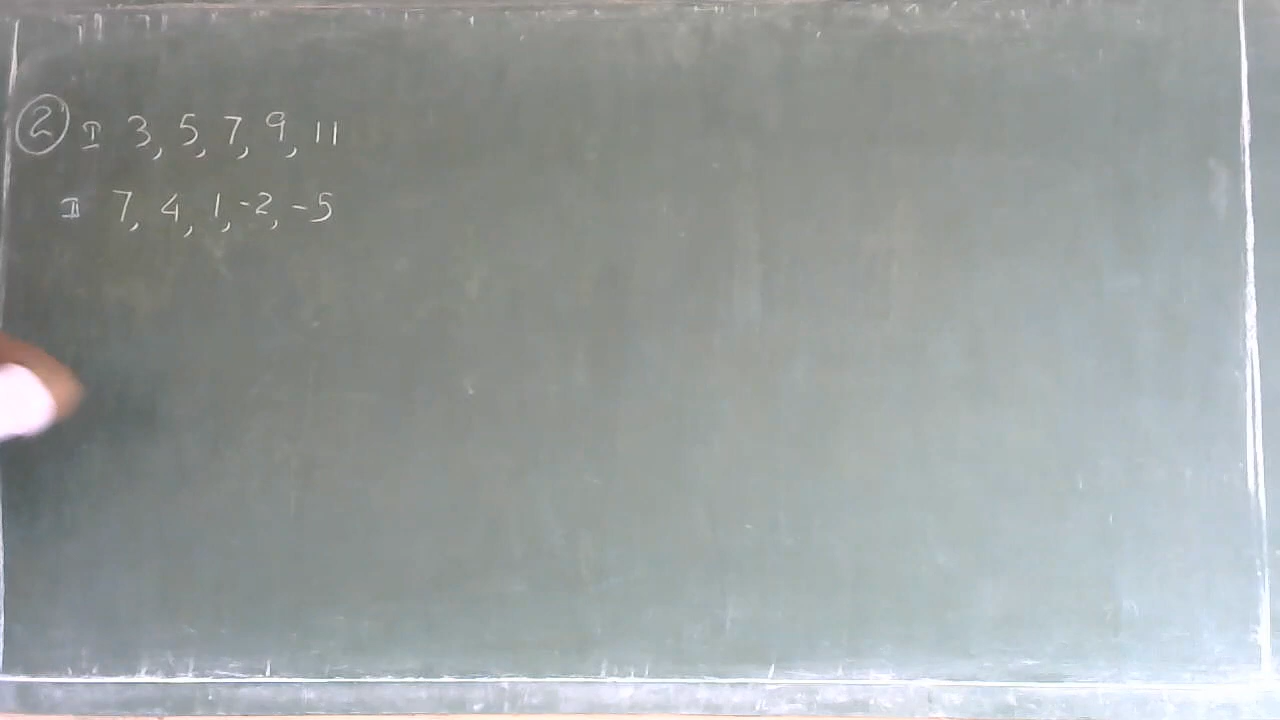 ② I 3, 5, 7, 9, 11
II 7, 4, 1, -2, -5